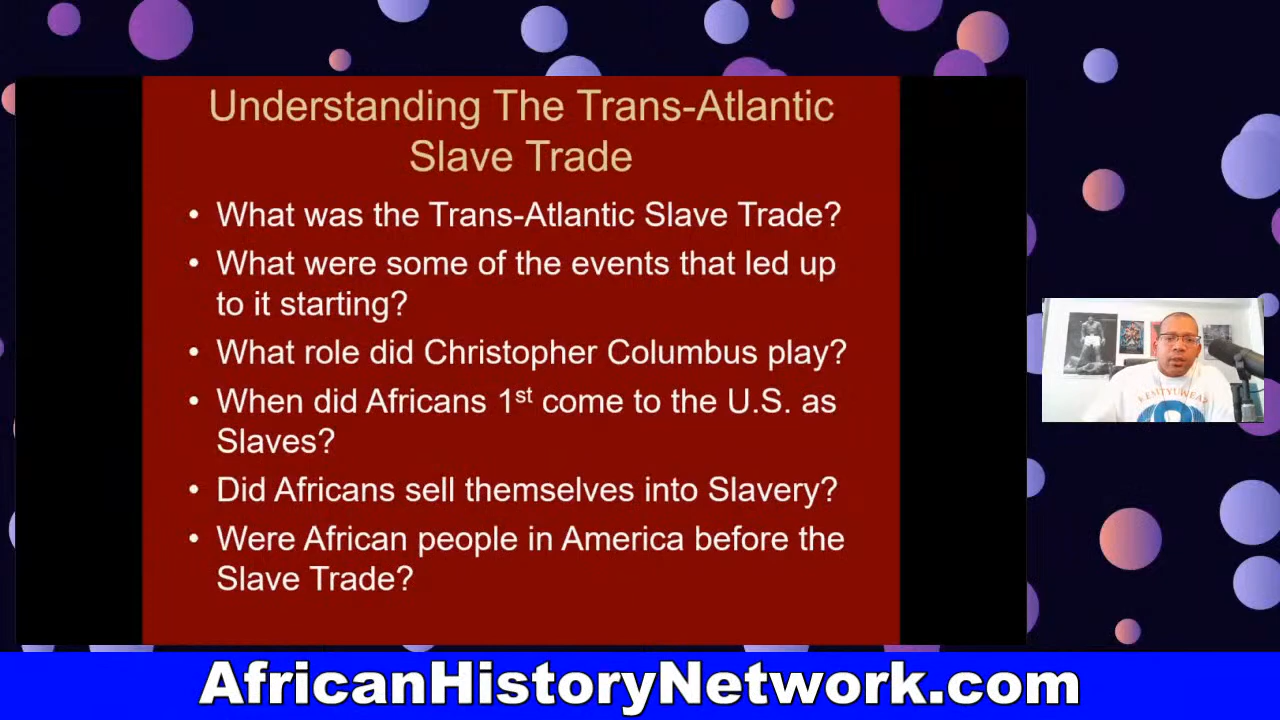 Understanding The Trans-Atlantic
Slave Trade
• What was the Trans-Atlantic Slave Trade?
• What were some of the events that led up
to it starting?
• What role did Christopher Columbus play?
• When did Africans 1st come to the U.S. as
Slaves?
• Did Africans sell themselves into Slavery?
• Were African people in America before the
Slave Trade?
AfricanHistoryNetwork.com